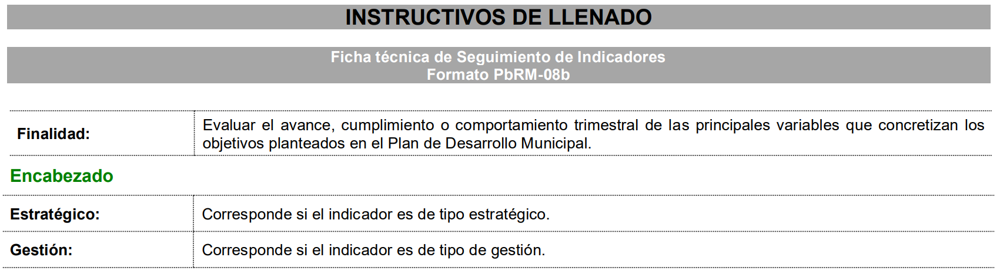 INSTRUCTIVOS DE LLENADO
Ficha técnica de Seguimiento de Indicadores
Formato PbRM-08b
Finalidad:
Evaluar el avance, cumplimiento o comportamiento trimestral de las principales variables que concretizan los
objetivos planteados en el Plan de Desarrollo Municipal.
Encabezado
Estratégico:
Corresponde si el indicador es de tipo estratégico.
Gestión:
Corresponde si el indicador es de tipo de gestión.